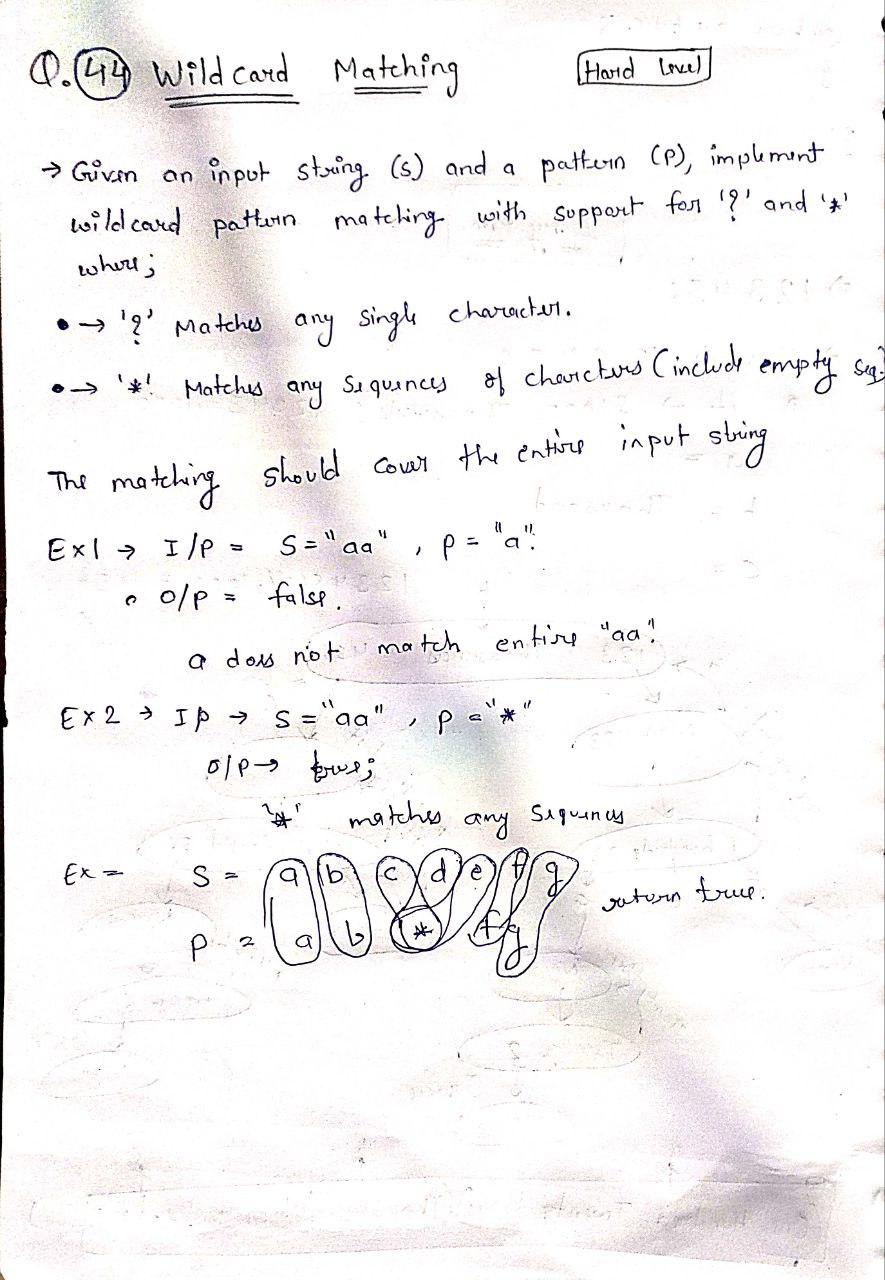 Q.44 Wildcard Matching Hard Level
→ Given an input string (s) and a pattern (p), implement
wildcard pattern matching with support for '?' and '*'
where;
• → '?' Matches any single character.
• → '*' Matches any sequences of charcters (include empty seq.)
The matching should cover the entire input string
Ex1 → I/P = S = "aa" , p = "a".
• O/P = false.
a does not match entire "aa".
Ex2 → Ip → S = "aa" , p = "*"
O/P → true;
'*' matches any sequences
Ex = S = a b c d e f g return true.
p = a b * f g